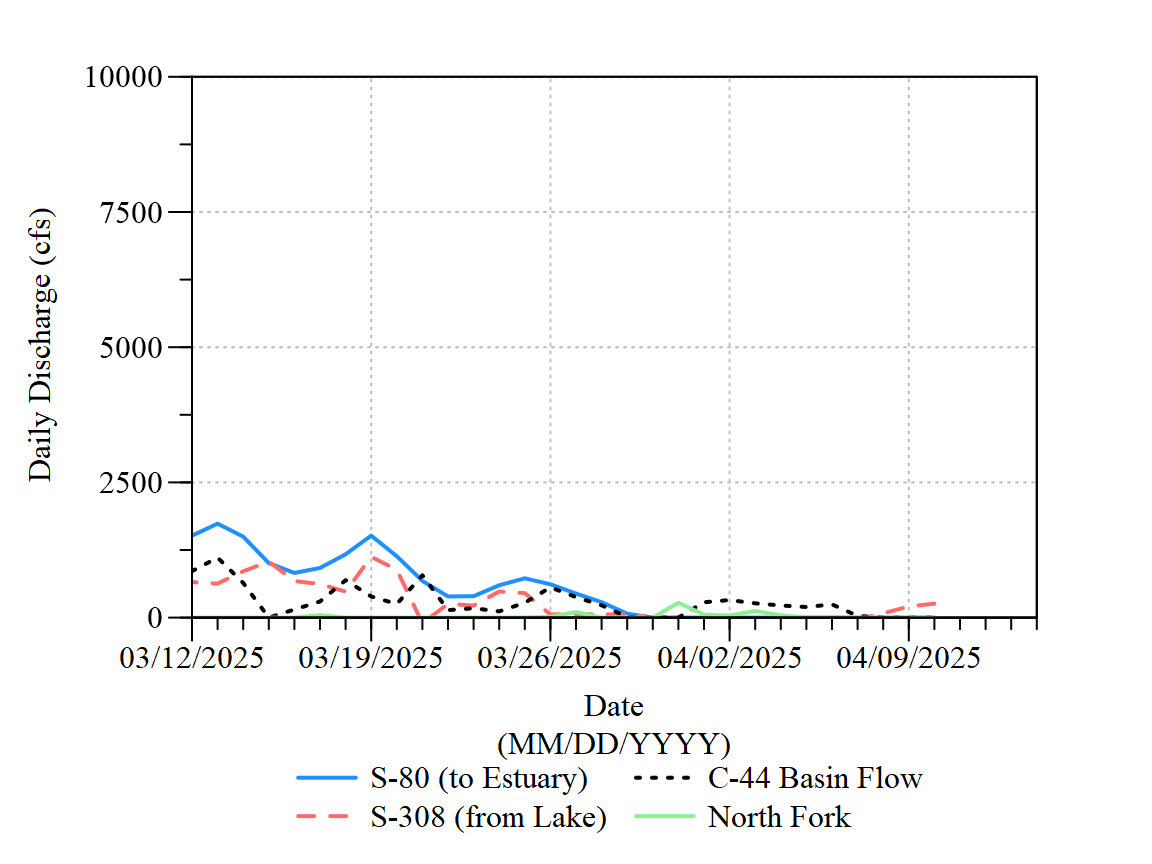 10000
7500
5000
2500
0
Daily Discharge (cfs)
03/12/2025 03/19/2025 03/26/2025 04/02/2025 04/09/2025
Date
(MM/DD/YYYY)
S-80 (to Estuary) C-44 Basin Flow
S-308 (from Lake) North Fork